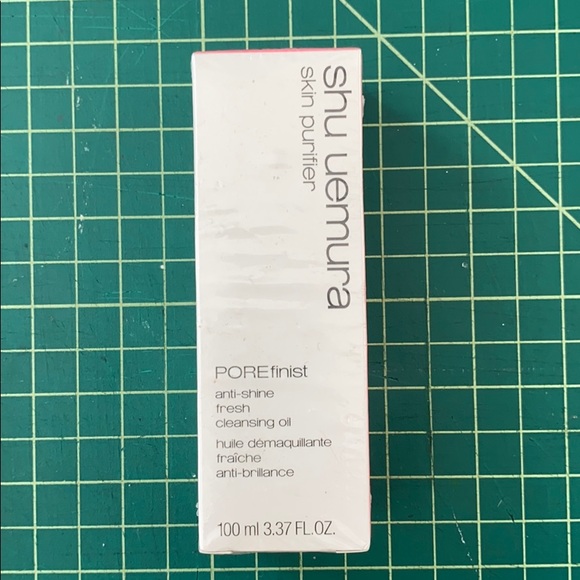 shu uemura
skin purifier
POREfinist
anti-shine
fresh
cleansing oil
huile démaquillante
fraîche
anti-brillance
100 ml 3.37 FL.OZ.